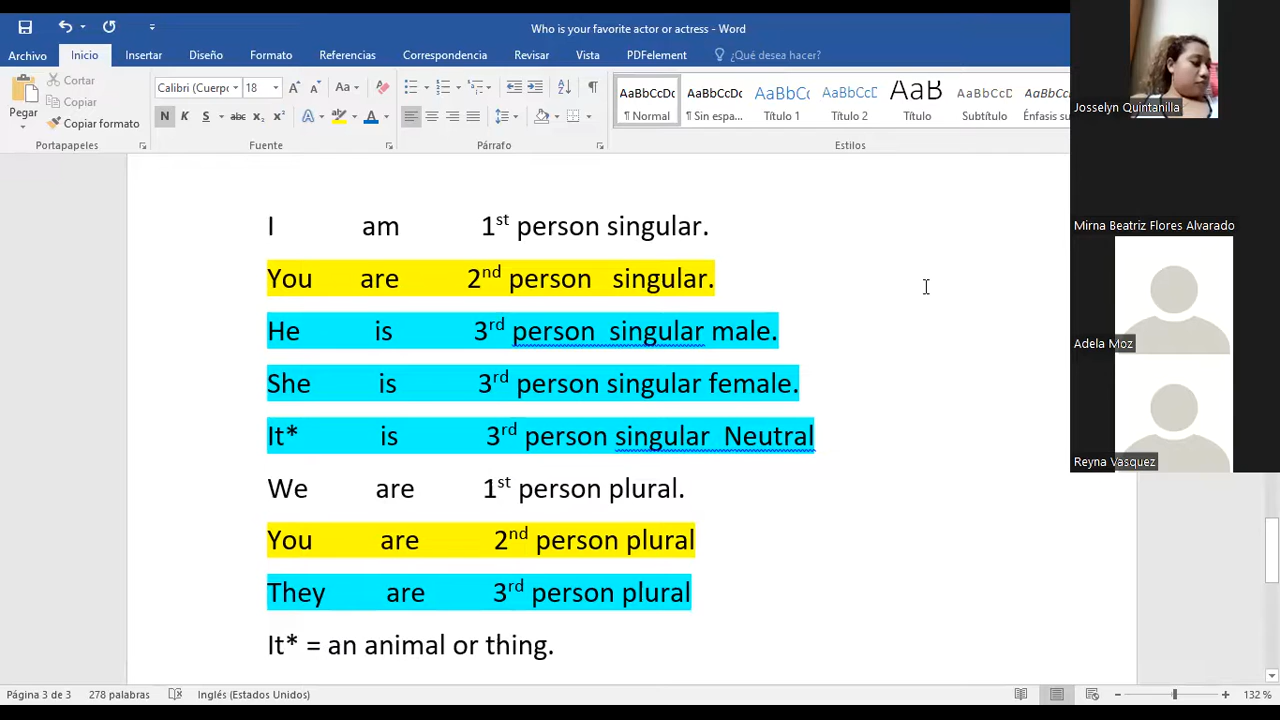 Who is your favorite actor or actress - Word
Archivo Inicio Insertar Diseño Formato Referencias Correspondencia Revisar Vista PDFelement ¿Qué desea hacer?
Pegar
Cortar
Copiar
Copiar formato
Portapapeles
Calibri (Cuerpo 18
Fuente
Párrafo
AaBbCcDc AaBbCcDc AaBbCc AaBbCcD AaB AaBbCcD AaBbCcDc
¶ Normal ¶ Sin espa... Título 1 Título 2 Título Subtítulo Énfasis su
Estilos
I am 1st person singular.
You are 2nd person singular.
He is 3rd person singular male.
She is 3rd person singular female.
It* is 3rd person singular Neutral
We are 1st person plural.
You are 2nd person plural
They are 3rd person plural
It* = an animal or thing.
Josselyn Quintanilla
Mirna Beatriz Flores Alvarado
Adela Moz
Reyna Vasquez
Página 3 de 3 278 palabras Inglés (Estados Unidos) 132 %